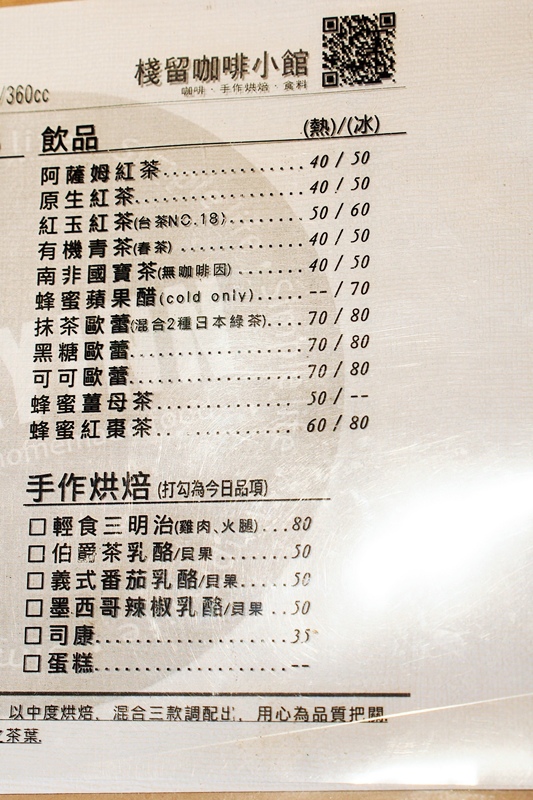 棧留咖啡小館
咖啡．手作烘焙．食料
/360cc
飲品 (熱)/(冰)
阿薩姆紅茶 40 / 50
原生紅茶 40 / 50
紅玉紅茶(台茶NO.18) 50 / 60
有機青茶(春茶) 40 / 50
南非國寶茶(無咖啡因) 40 / 50
蜂蜜蘋果醋(cold only) -- / 70
抹茶歐蕾(混合2種日本綠茶) 70 / 80
黑糖歐蕾 70 / 80
可可歐蕾 70 / 80
蜂蜜薑母茶 50 / --
蜂蜜紅棗茶 60 / 80
手作烘焙(打勾為今日品項)
□輕食三明治(雞肉、火腿) 80
□伯爵茶乳酪/貝果 50
□義式番茄乳酪/貝果 50
□墨西哥辣椒乳酪/貝果 50
□司康 35
□蛋糕 --
以中度烘焙，混合三款調配出，用心為品質把關
茶葉.